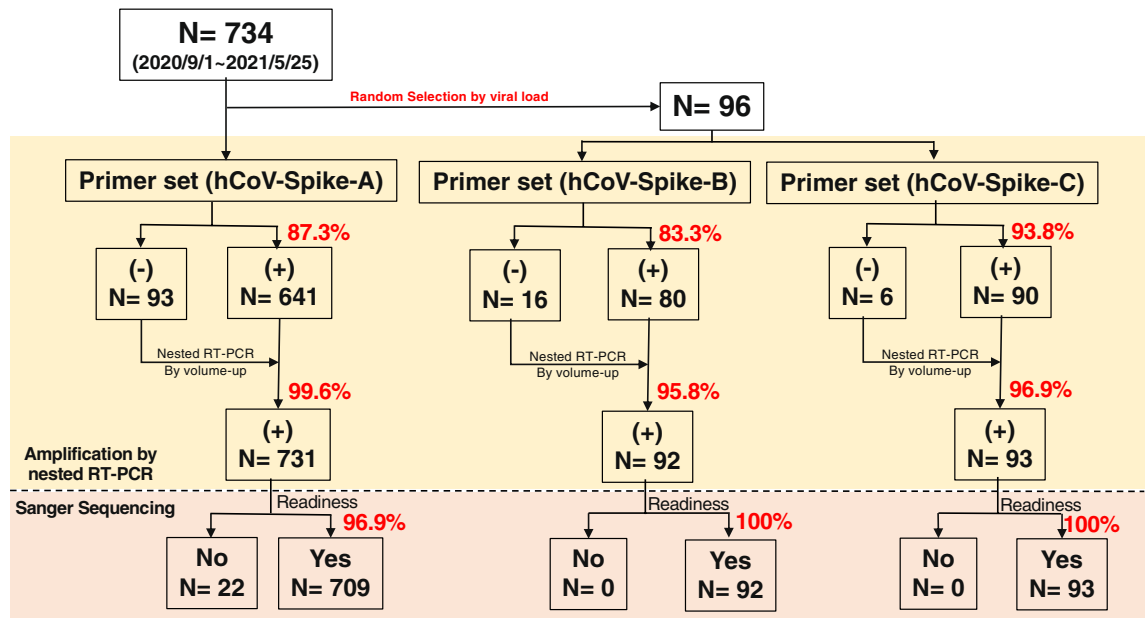 N= 734
(2020/9/1~2021/5/25)
Random Selection by viral load
N= 96
Primer set (hCoV-Spike-A)
Primer set (hCoV-Spike-B)
Primer set (hCoV-Spike-C)
87.3%
83.3%
93.8%
(-)
N= 93
(+)
N= 641
(-)
N= 16
(+)
N= 80
(-)
N= 6
(+)
N= 90
Nested RT-PCR
By volume-up
Nested RT-PCR
By volume-up
Nested RT-PCR
By volume-up
99.6%
95.8%
96.9%
(+)
N= 731
(+)
N= 92
(+)
N= 93
Amplification by
nested RT-PCR
Sanger Sequencing
Readiness
Readiness
Readiness
96.9%
100%
100%
No
N= 22
Yes
N= 709
No
N= 0
Yes
N= 92
No
N= 0
Yes
N= 93